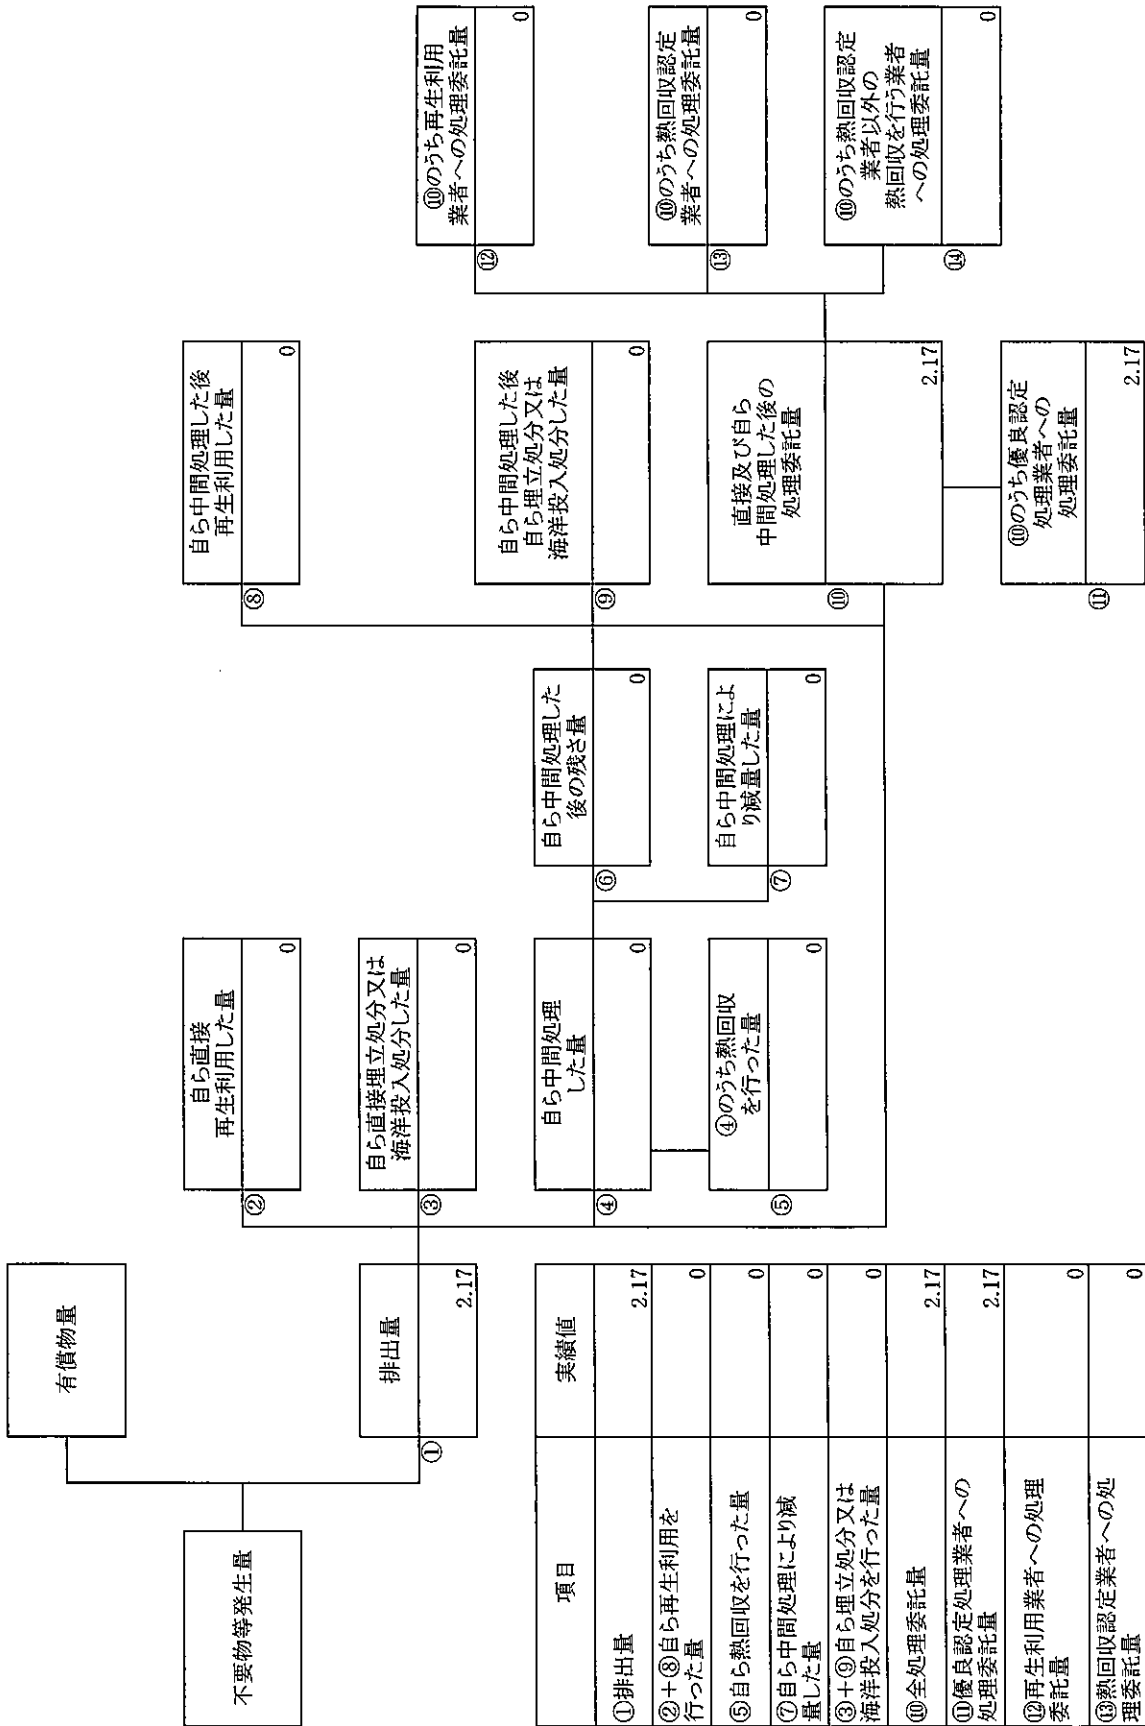 不要物等発生量
有償物量
①
排出量
2.17
②
自ら直接
再生利用した量
0
③
自ら直接埋立処分又は
海洋投入処分した量
0
④
自ら中間処理
した量
0
⑤
④のうち熱回収
を行った量
0
⑥
自ら中間処理した
後の残さ量
0
⑦
自ら中間処理によ
り減量した量
0
⑧
自ら中間処理した後
再生利用した量
0
⑨
自ら中間処理した後
自ら埋立処分又は
海洋投入処分した量
0
⑩
直接及び自ら
中間処理した後の
処理委託量
2.17
⑪
⑩のうち優良認定
処理業者への
処理委託量
2.17
⑫
⑩のうち再生利用
業者への処理委託量
0
⑬
⑩のうち熱回収認定
業者への処理委託量
0
⑭
⑩のうち熱回収認定
業者以外の
熱回収を行う業者
への処理委託量
0
項目 実績値
①排出量 2.17
②+⑧自ら再生利用を
行った量 0
⑤自ら熱回収を行った量 0
⑦自ら中間処理により減
量した量 0
③+⑨自ら埋立処分又は
海洋投入処分を行った量 0
⑩全処理委託量 2.17
⑪優良認定処理業者への
処理委託量 2.17
⑫再生利用業者への処理
委託量 0
⑬熱回収認定業者への処
理委託量 0